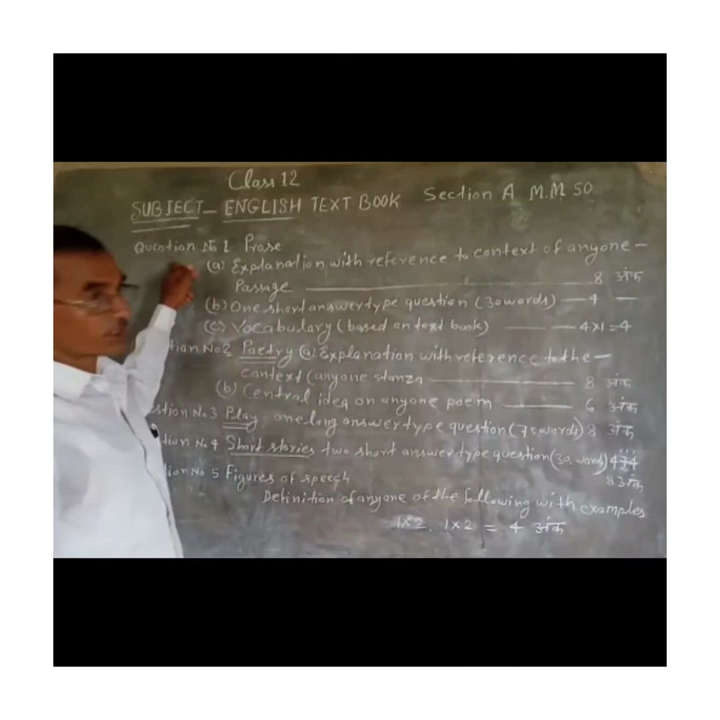 Class 12
SUBJECT- ENGLISH TEXT BOOK Section A M.M 50
Question No 1 Prose
(a) Explanation with reference to context of anyone -
Passage — 8 अंक
(b) One short answer type question (30 words) — 4 —
(c) Vocabulary (based on text book) — 4×1=4
tion No 2 Poetry (a) Explanation with reference to the -
context (anyone stanza — 8 अंक
(b) Central idea on anyone poem — 6 अंक
stion No 3 Play one long answer type question (75 words) 8 अंक
tion No 4 Short stories two short answer type question (30 words) 4+4
8 अंक
tion No 5 Figures of speech
Definition of anyone of the following with examples
1×2. 1×2 = 4 अंक